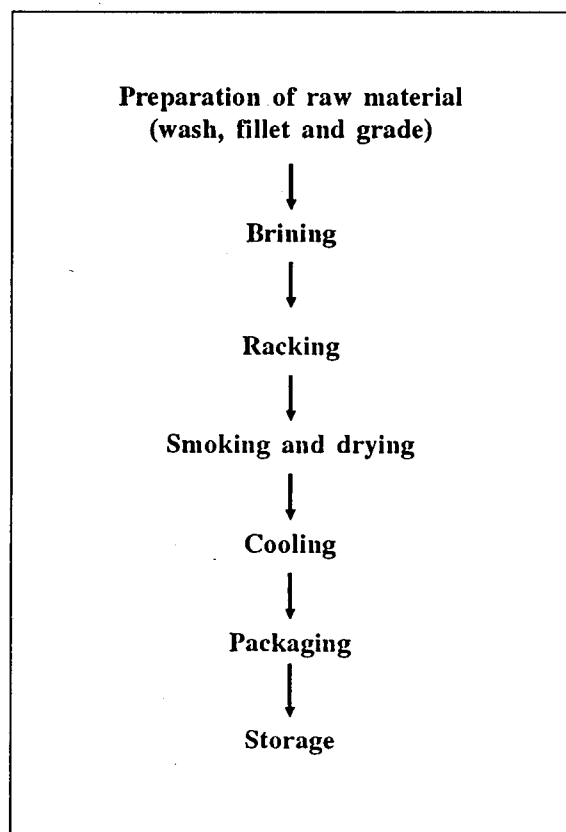 Preparation of raw material
(wash, fillet and grade)
Brining
Racking
Smoking and drying
Cooling
Packaging
Storage